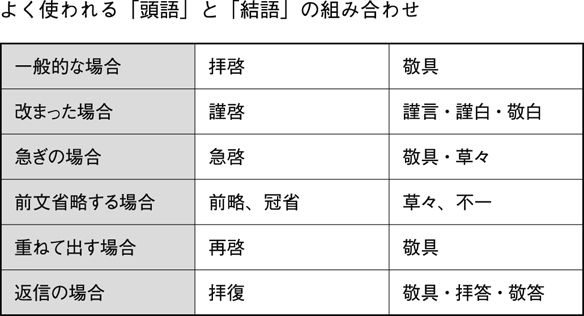 よく使われる「頭語」と「結語」の組み合わせ
一般的な場合 拝啓 敬具
改まった場合 謹啓 謹言・謹白・敬白
急ぎの場合 急啓 敬具・草々
前文省略する場合 前略、冠省 草々、不一
重ねて出す場合 再啓 敬具
返信の場合 拝復 敬具・拝答・敬答